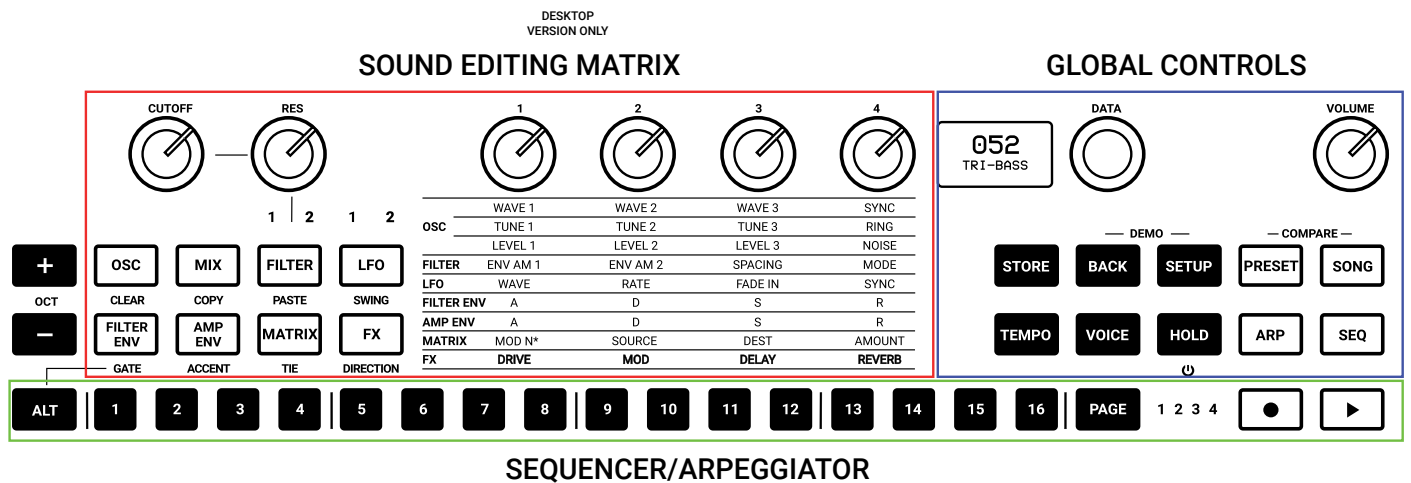 DESKTOP
VERSION ONLY
SOUND EDITING MATRIX
GLOBAL CONTROLS
CUTOFF RES 1 2 3 4 DATA VOLUME
052
TRI-BASS
1 2 1 2
WAVE 1 WAVE 2 WAVE 3 SYNC
OSC TUNE 1 TUNE 2 TUNE 3 RING
LEVEL 1 LEVEL 2 LEVEL 3 NOISE
FILTER ENV AM 1 ENV AM 2 SPACING MODE
LFO WAVE RATE FADE IN SYNC
FILTER ENV A D S R
AMP ENV A D S R
MATRIX MOD N* SOURCE DEST AMOUNT
FX DRIVE MOD DELAY REVERB
DEMO COMPARE
+ OSC MIX FILTER LFO
STORE BACK SETUP PRESET SONG
OCT CLEAR COPY PASTE SWING
− FILTER ENV AMP ENV MATRIX FX
TEMPO VOICE HOLD ARP SEQ
GATE ACCENT TIE DIRECTION
ALT 1 2 3 4 5 6 7 8 9 10 11 12 13 14 15 16 PAGE 1 2 3 4
SEQUENCER/ARPEGGIATOR